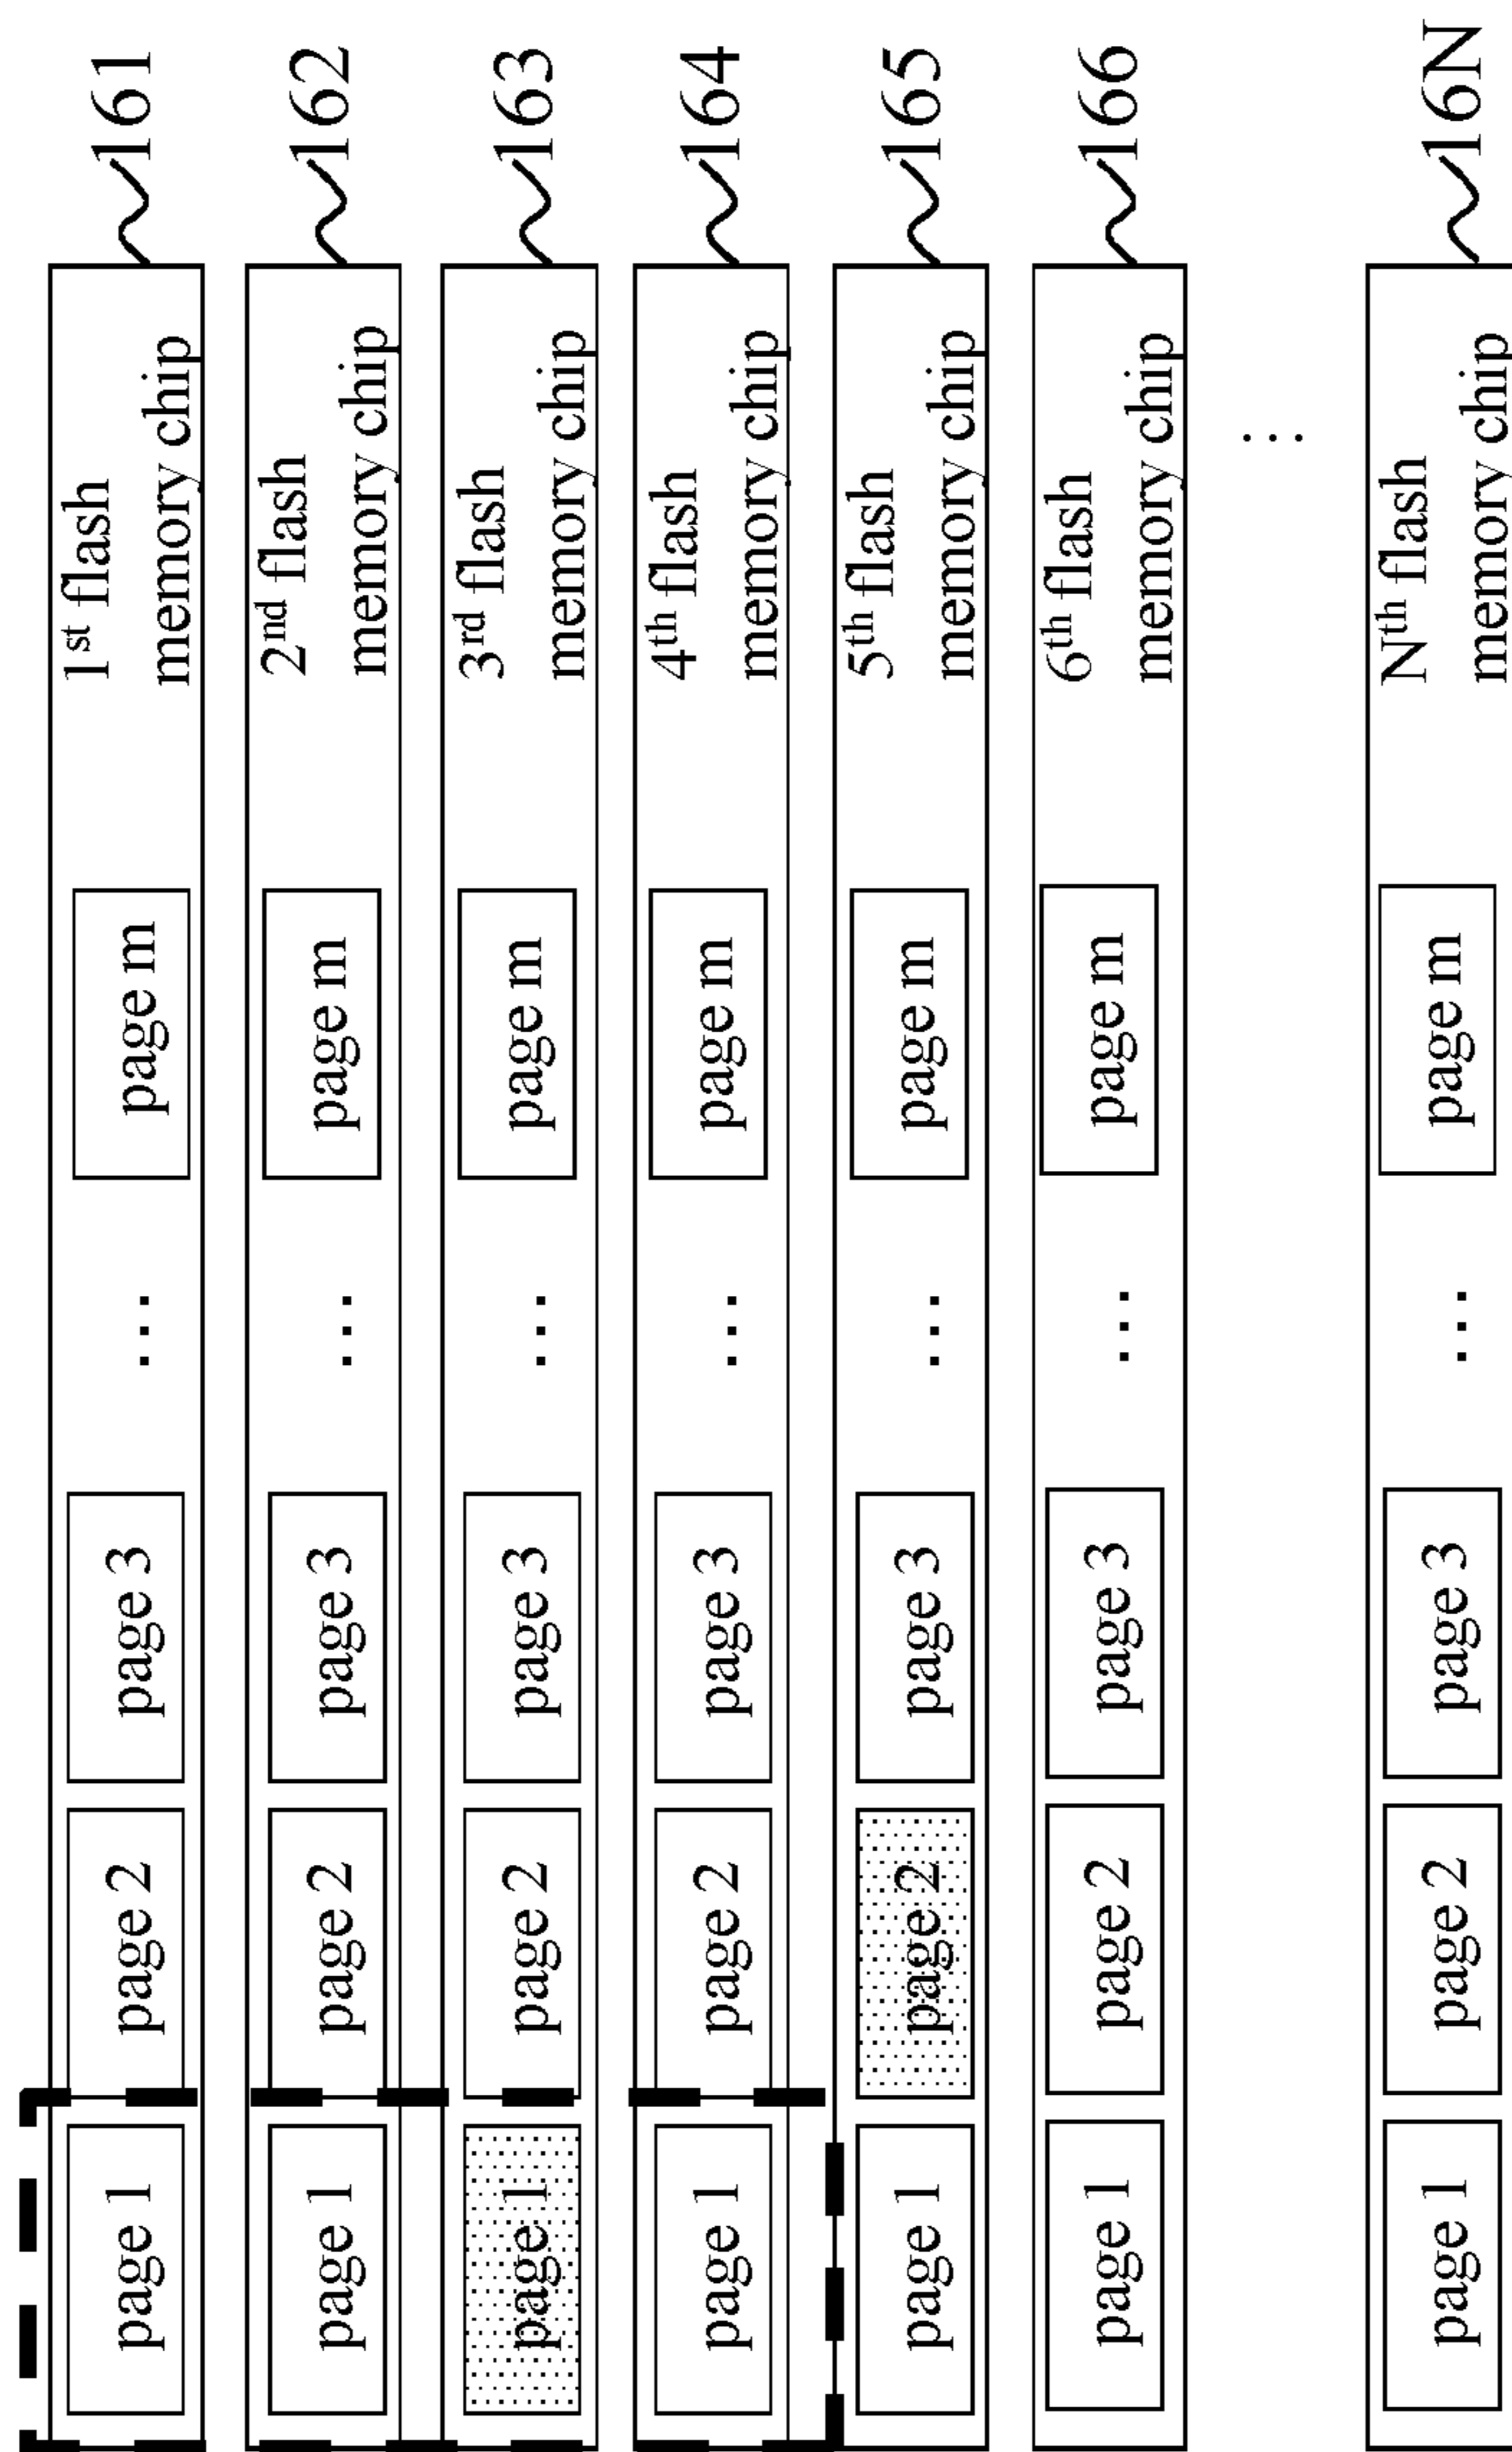 page 1
page 2
page 3
...
page m
1st flash
memory chip
161
page 1
page 2
page 3
...
page m
2nd flash
memory chip
162
page 1
page 2
page 3
...
page m
3rd flash
memory chip
163
page 1
page 2
page 3
...
page m
4th flash
memory chip
164
page 1
page 2
page 3
...
page m
5th flash
memory chip
165
page 1
page 2
page 3
...
page m
6th flash
memory chip
166
...
page 1
page 2
page 3
...
page m
Nth flash
memory chip
16N